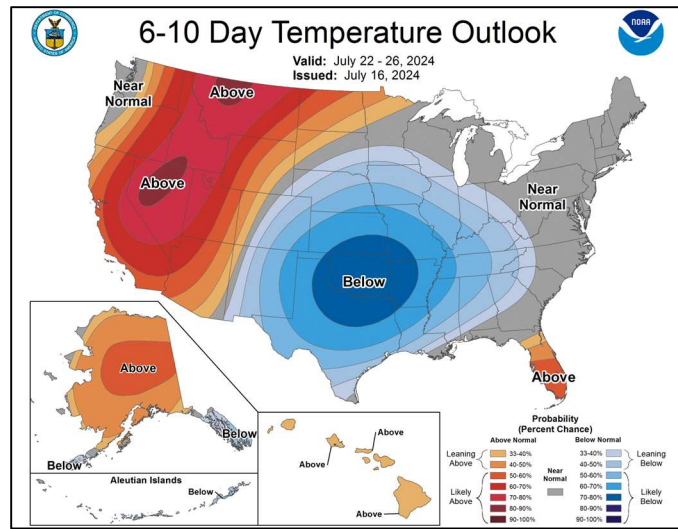 6-10 Day Temperature Outlook
NOAA
Valid: July 22 - 26, 2024
Issued: July 16, 2024
Near
Normal
Above
Above
Near
Normal
Below
Above
Above
Below
Below
Aleutian Islands
Below
Above
Above
Above
Probability
(Percent Chance)
Above Normal
Below Normal
Leaning
Above
33-40%
40-50%
Likely
Above
50-60%
60-70%
70-80%
80-90%
90-100%
Near
Normal
33-40%
40-50%
Leaning
Below
50-60%
60-70%
70-80%
80-90%
90-100%
Likely
Below